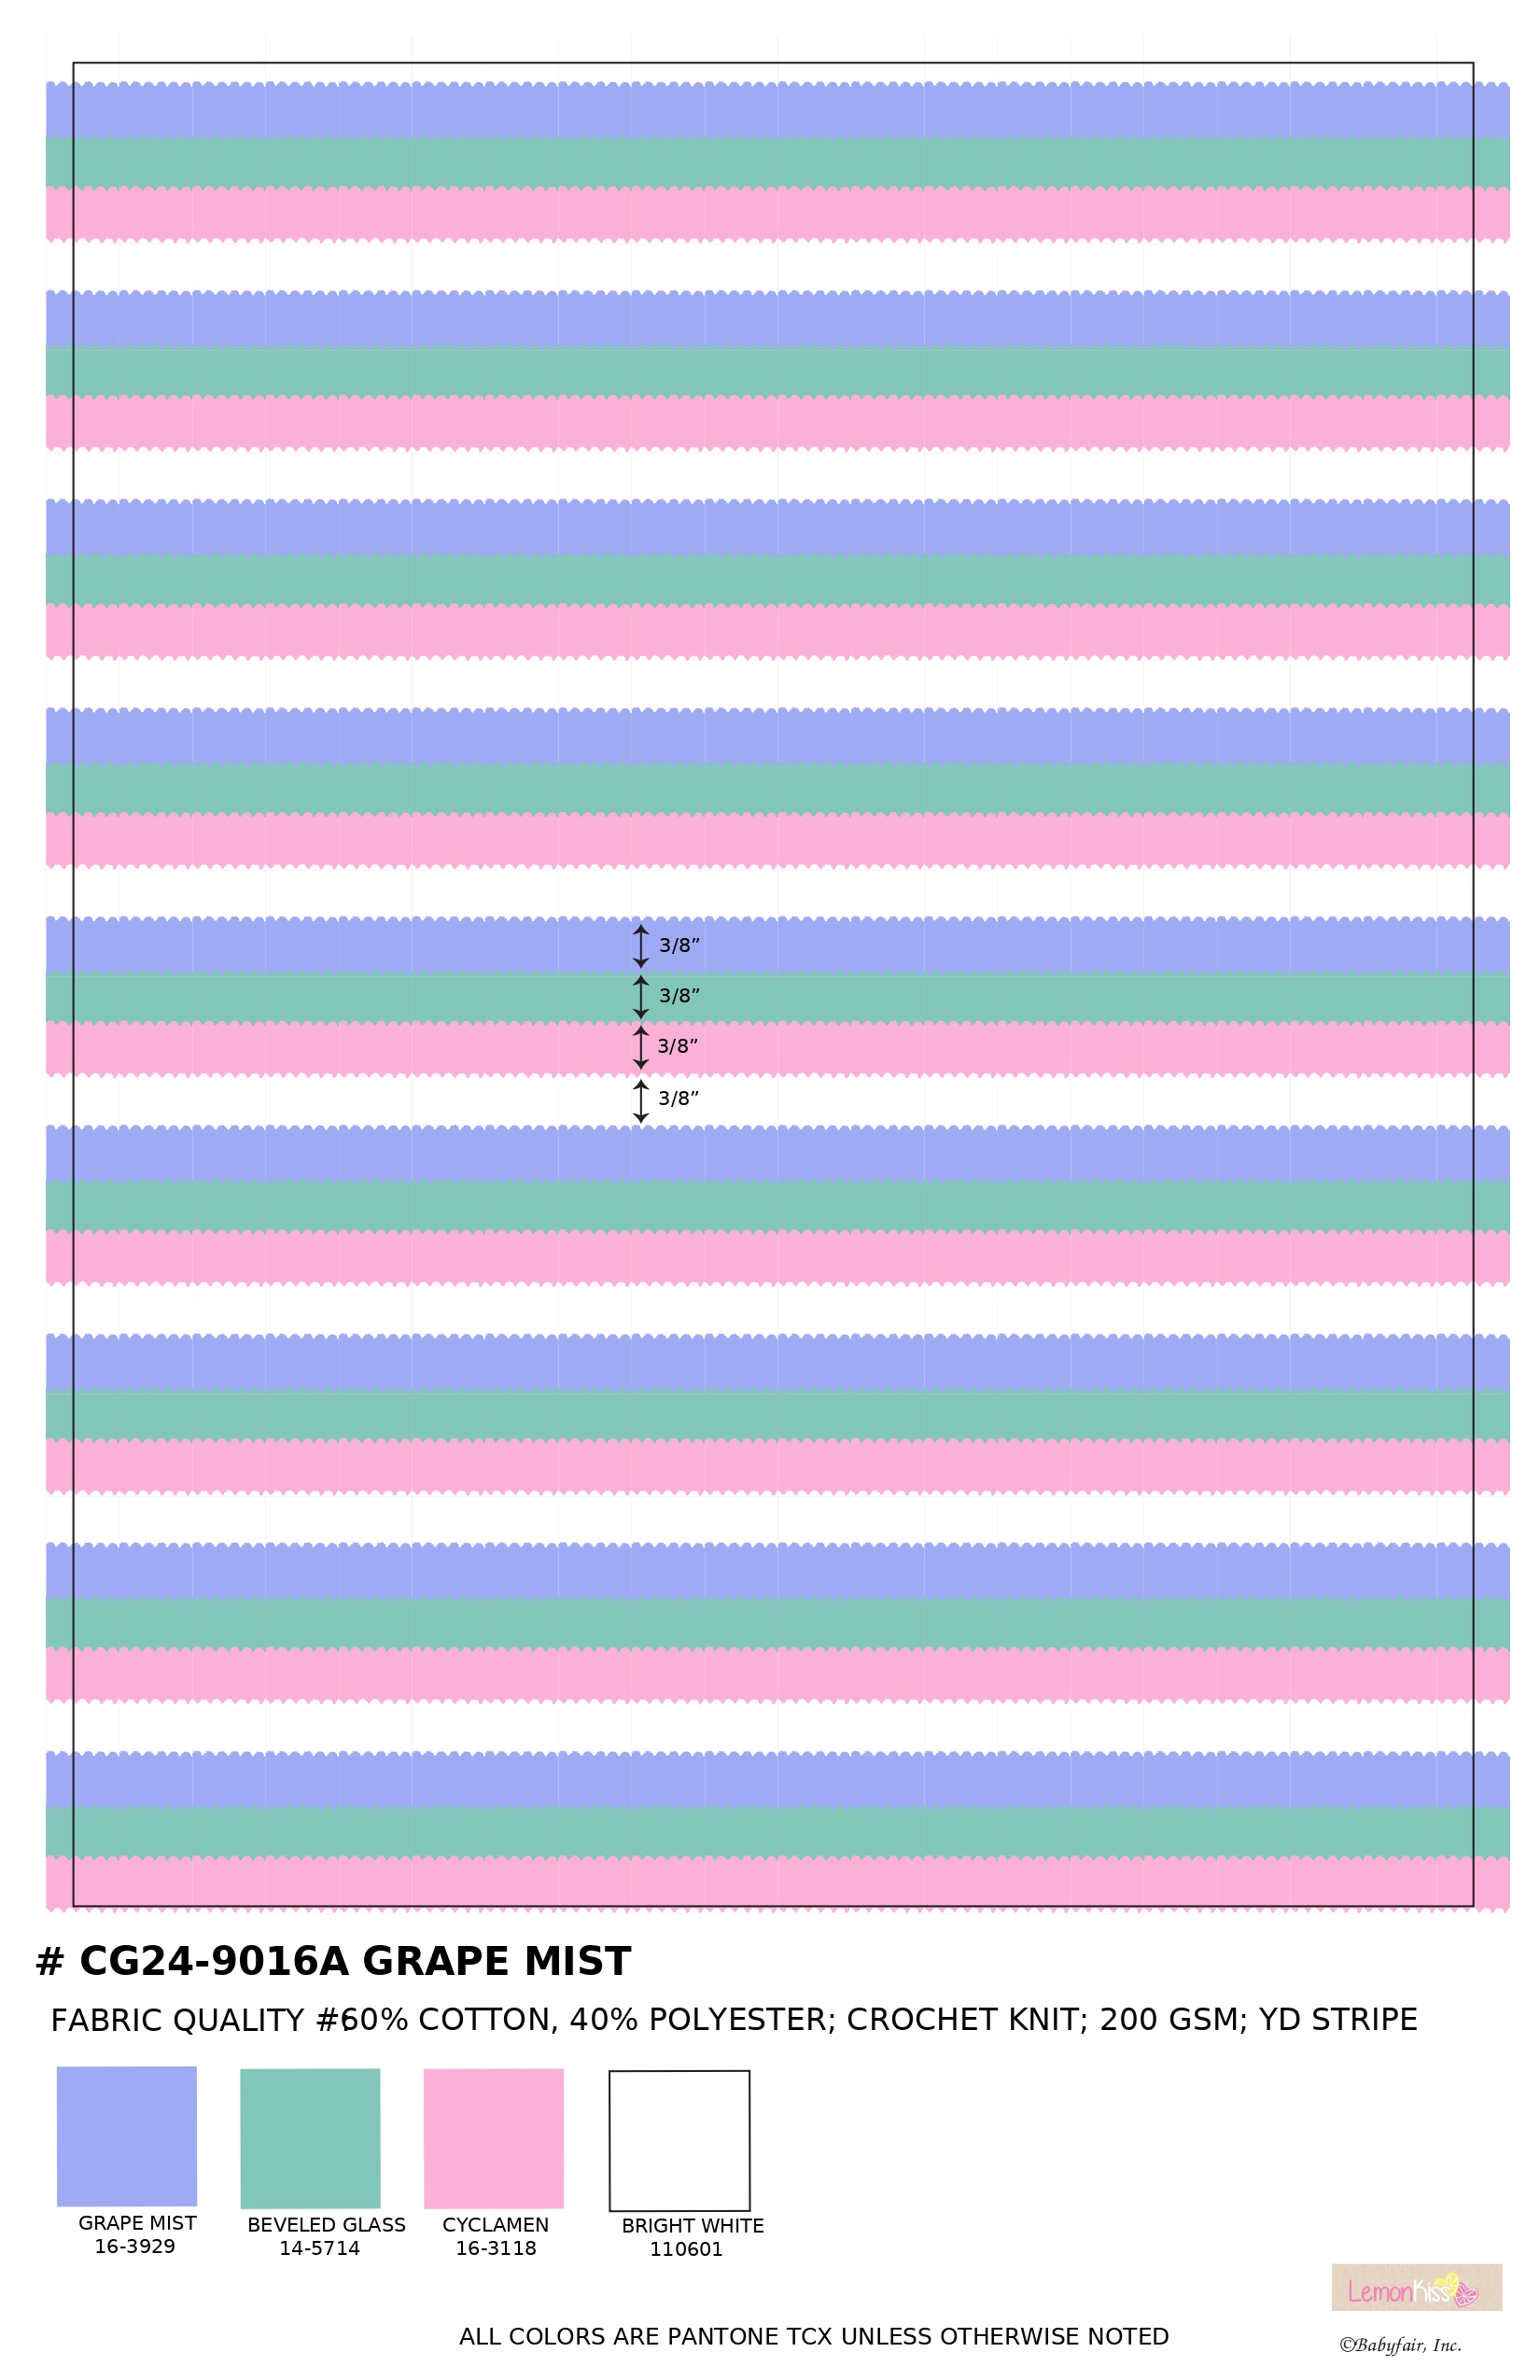 3/8”
3/8”
3/8”
3/8”
# CG24-9016A GRAPE MIST
FABRIC QUALITY #: 60% COTTON, 40% POLYESTER; CROCHET KNIT; 200 GSM; YD STRIPE
GRAPE MIST
16-3929
BEVELED GLASS
14-5714
CYCLAMEN
16-3118
BRIGHT WHITE
110601
LemonKiss
ALL COLORS ARE PANTONE TCX UNLESS OTHERWISE NOTED
©Babyfair, Inc.